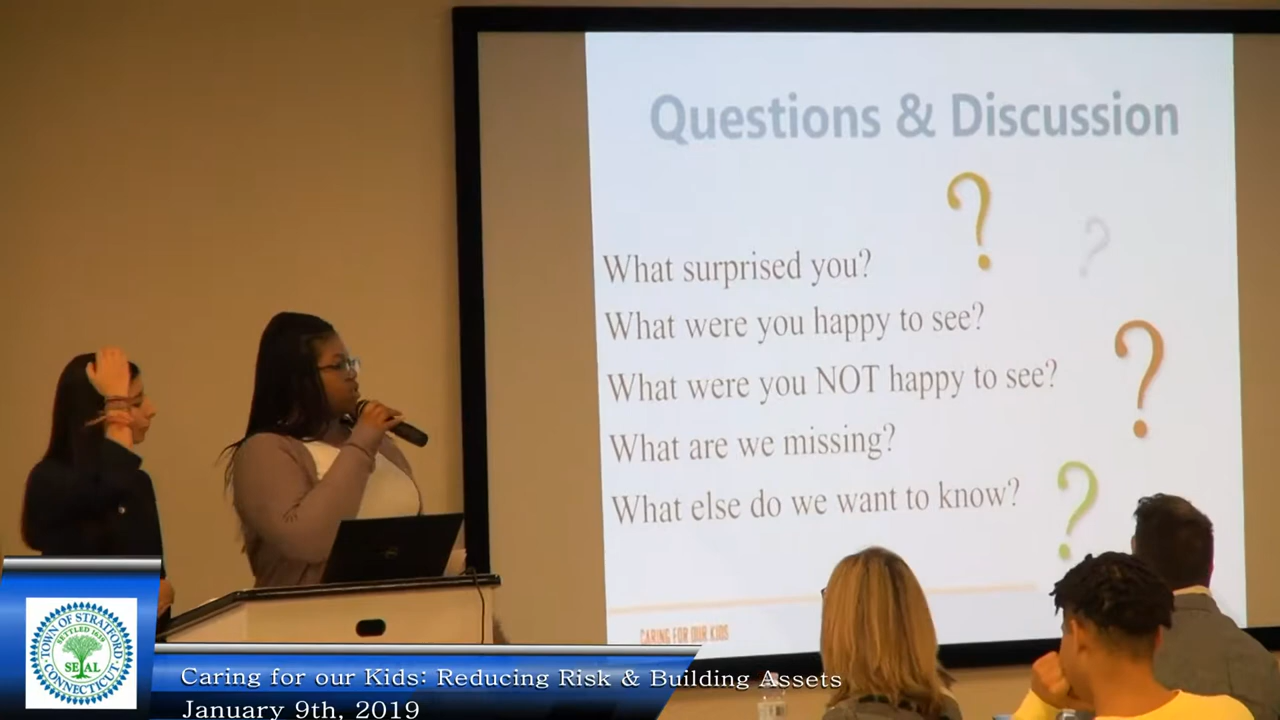 Questions & Discussion
?
?
What surprised you?
What were you happy to see?
?
What were you NOT happy to see?
What are we missing?
What else do we want to know?
?
CARING FOR OUR KIDS
TOWN OF STRATFORD
SETTLED 1639
SEAL
CONNECTICUT
Caring for our Kids: Reducing Risk & Building Assets
January 9th, 2019